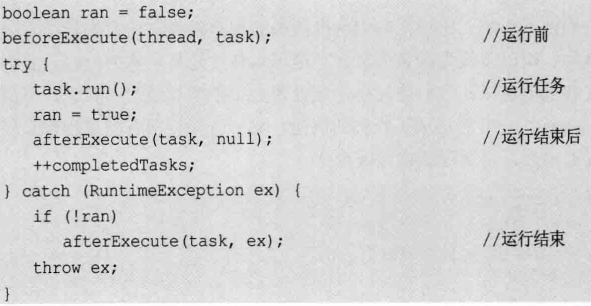 boolean ran = false;
beforeExecute(thread, task); //运行前
try {
task.run(); //运行任务
ran = true;
afterExecute(task, null); //运行结束后
++completedTasks;
} catch (RuntimeException ex) {
if (!ran)
afterExecute(task, ex); //运行结束
throw ex;
}